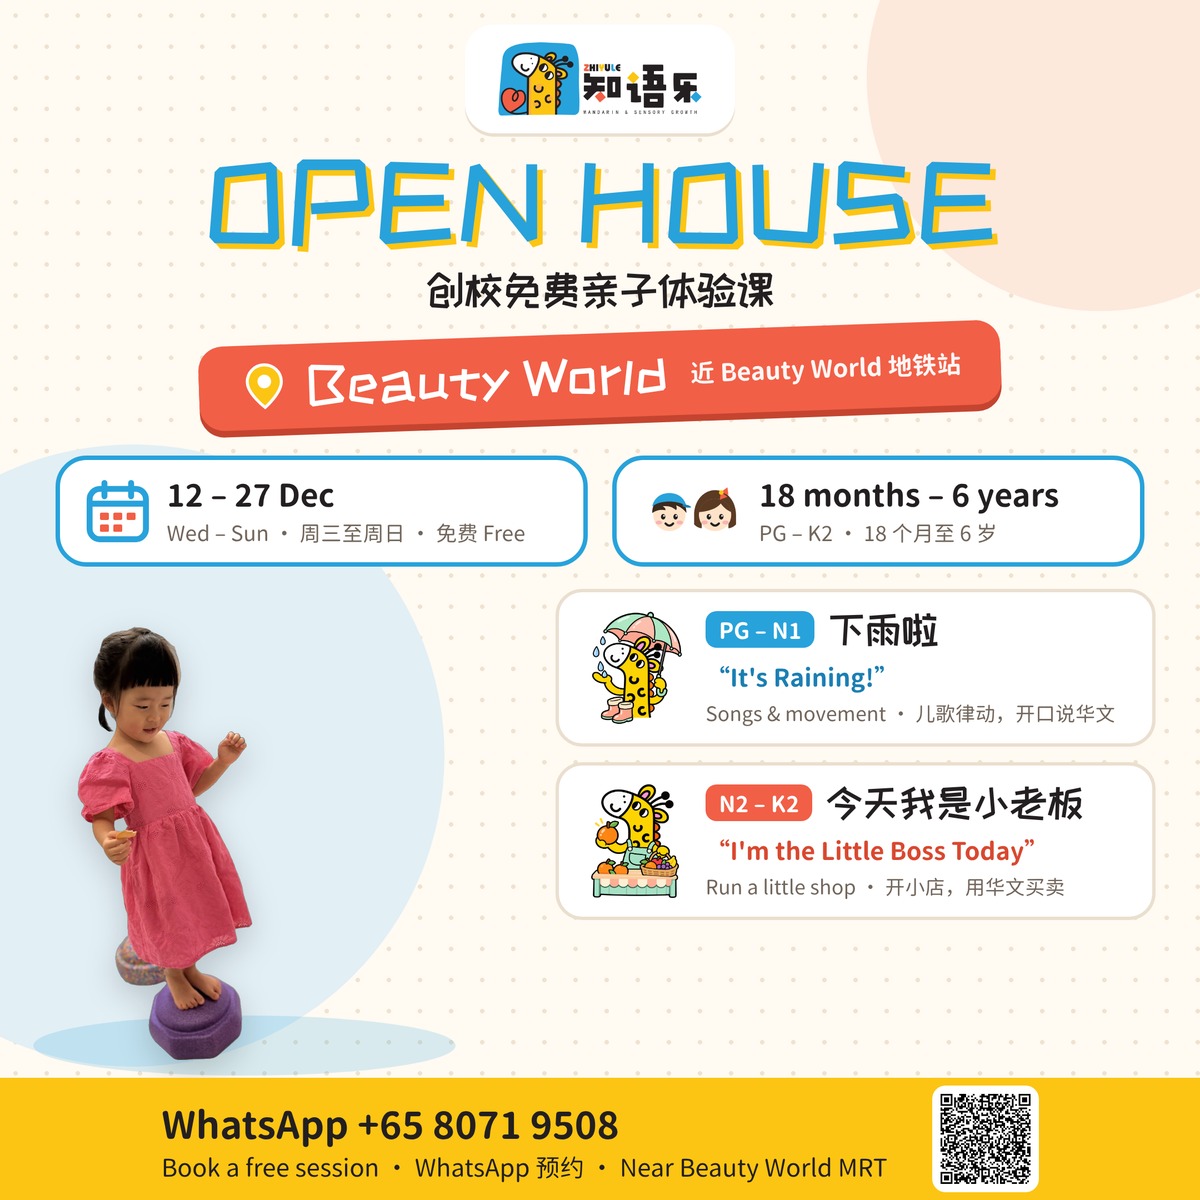 ZHIYULE
知语乐
MANDARIN & SENSORY GROWTH
OPEN HOUSE
创校免费亲子体验课
Beauty World 近 Beauty World 地铁站
12 – 27 Dec
Wed – Sun · 周三至周日 · 免费 Free
18 months – 6 years
PG – K2 · 18 个月至 6 岁
PG – N1 下雨啦
“It's Raining!”
Songs & movement · 儿歌律动，开口说华文
N2 – K2 今天我是小老板
“I'm the Little Boss Today”
Run a little shop · 开小店，用华文买卖
WhatsApp +65 8071 9508
Book a free session · WhatsApp 预约 · Near Beauty World MRT